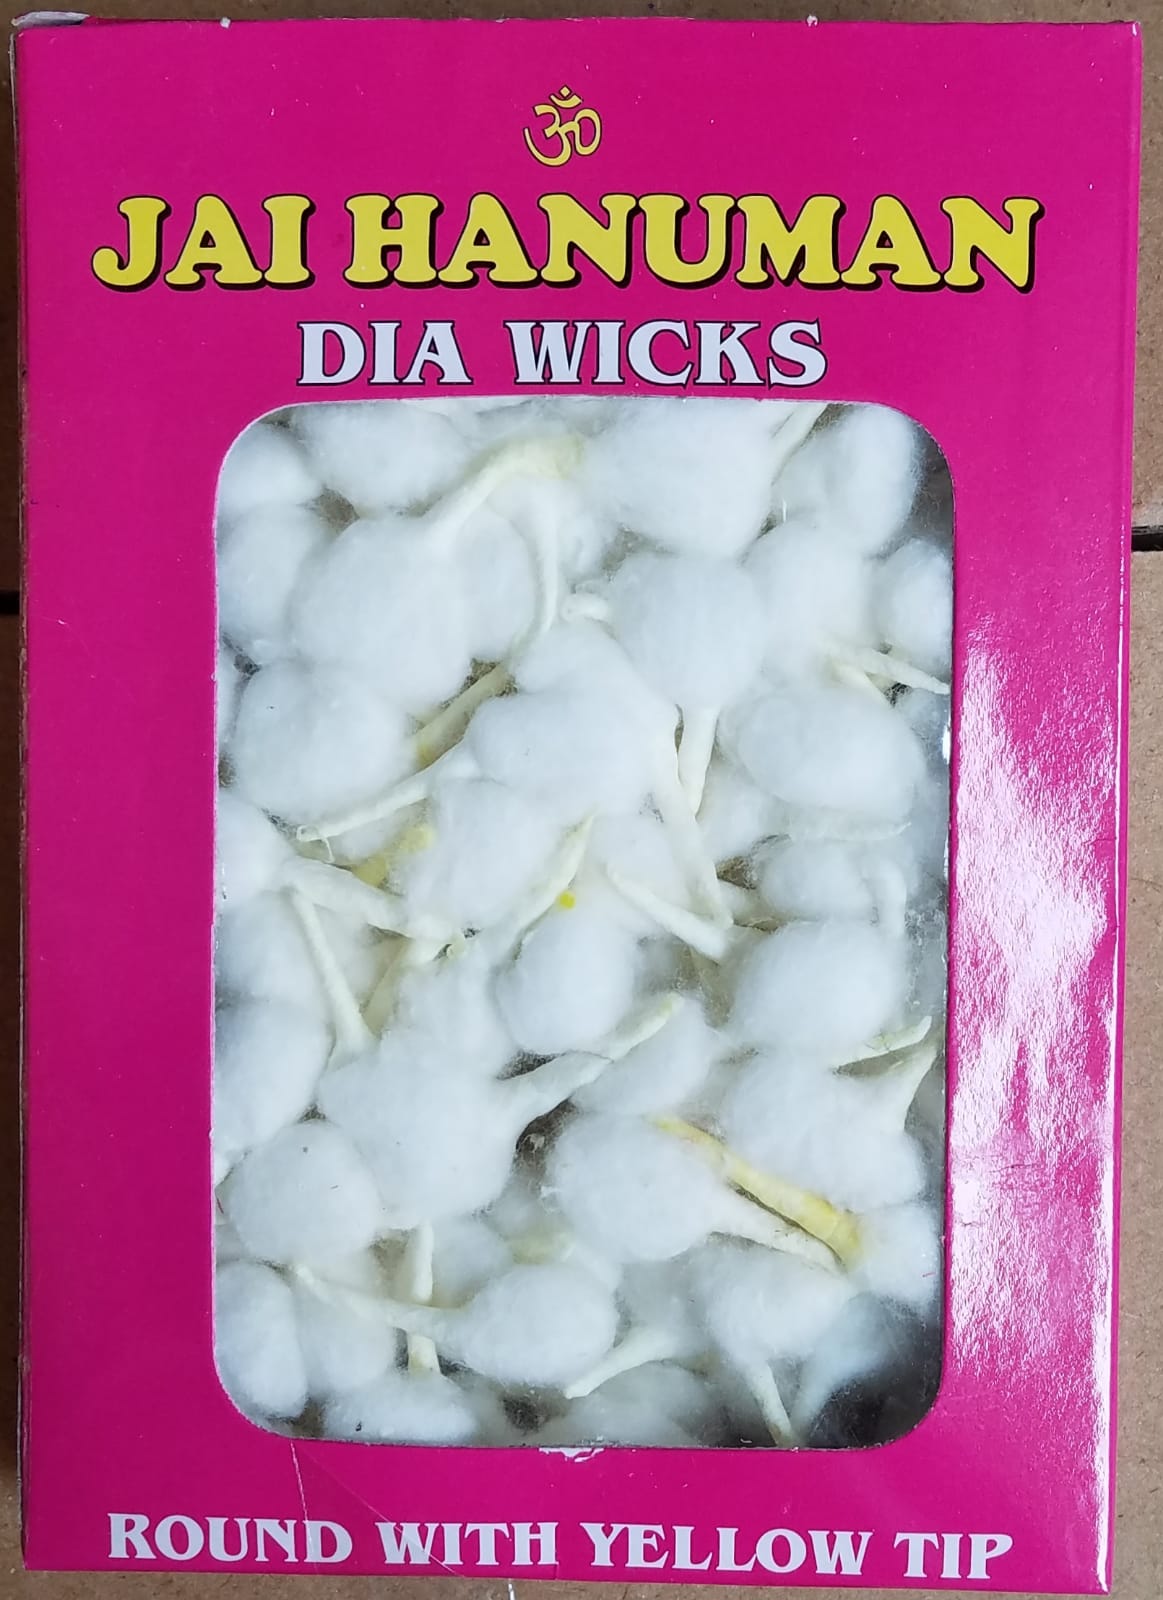 ॐ
JAI HANUMAN
DIA WICKS
ROUND WITH YELLOW TIP